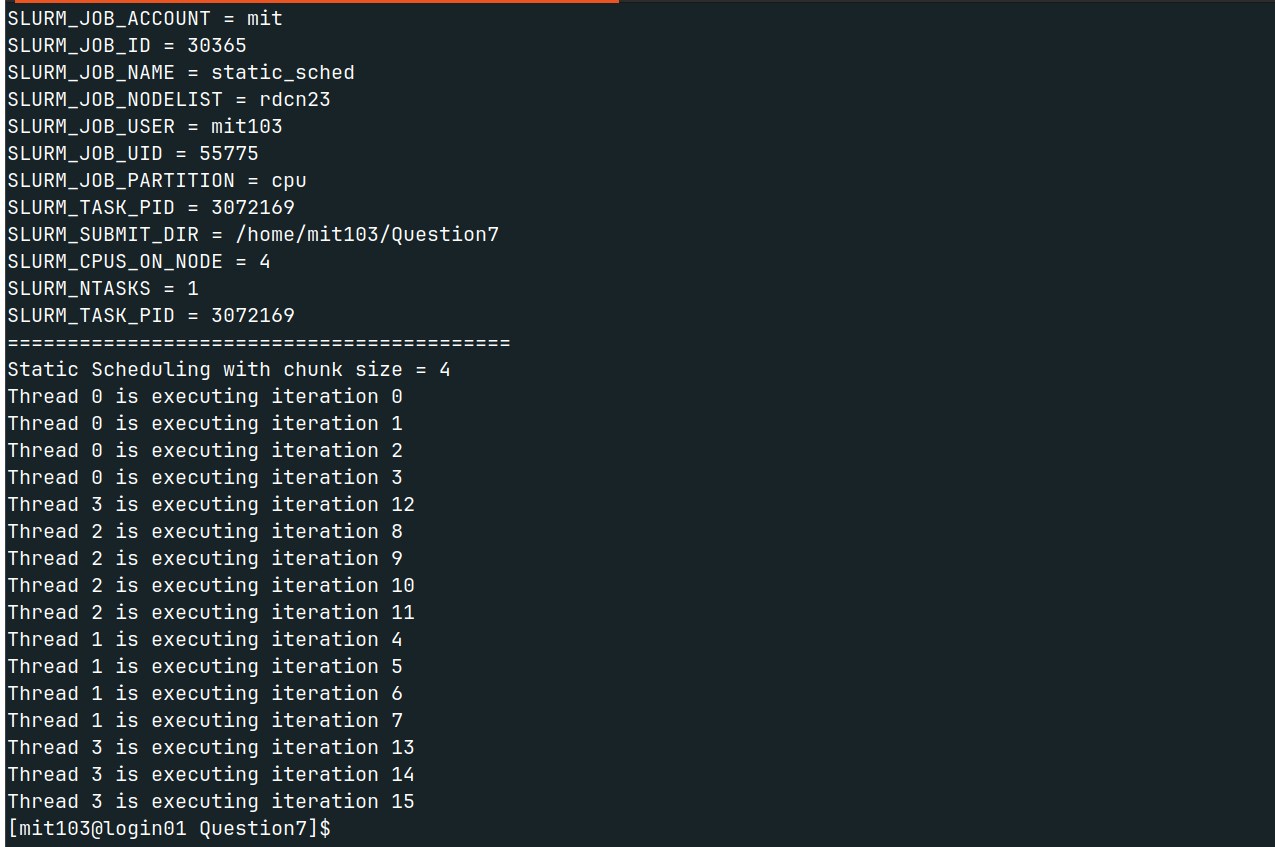 SLURM_JOB_ACCOUNT = mit
SLURM_JOB_ID = 30365
SLURM_JOB_NAME = static_sched
SLURM_JOB_NODELIST = rdcn23
SLURM_JOB_USER = mit103
SLURM_JOB_UID = 55775
SLURM_JOB_PARTITION = cpu
SLURM_TASK_PID = 3072169
SLURM_SUBMIT_DIR = /home/mit103/Question7
SLURM_CPUS_ON_NODE = 4
SLURM_NTASKS = 1
SLURM_TASK_PID = 3072169
==========================================
Static Scheduling with chunk size = 4
Thread 0 is executing iteration 0
Thread 0 is executing iteration 1
Thread 0 is executing iteration 2
Thread 0 is executing iteration 3
Thread 3 is executing iteration 12
Thread 2 is executing iteration 8
Thread 2 is executing iteration 9
Thread 2 is executing iteration 10
Thread 2 is executing iteration 11
Thread 1 is executing iteration 4
Thread 1 is executing iteration 5
Thread 1 is executing iteration 6
Thread 1 is executing iteration 7
Thread 3 is executing iteration 13
Thread 3 is executing iteration 14
Thread 3 is executing iteration 15
[mit103@login01 Question7]$